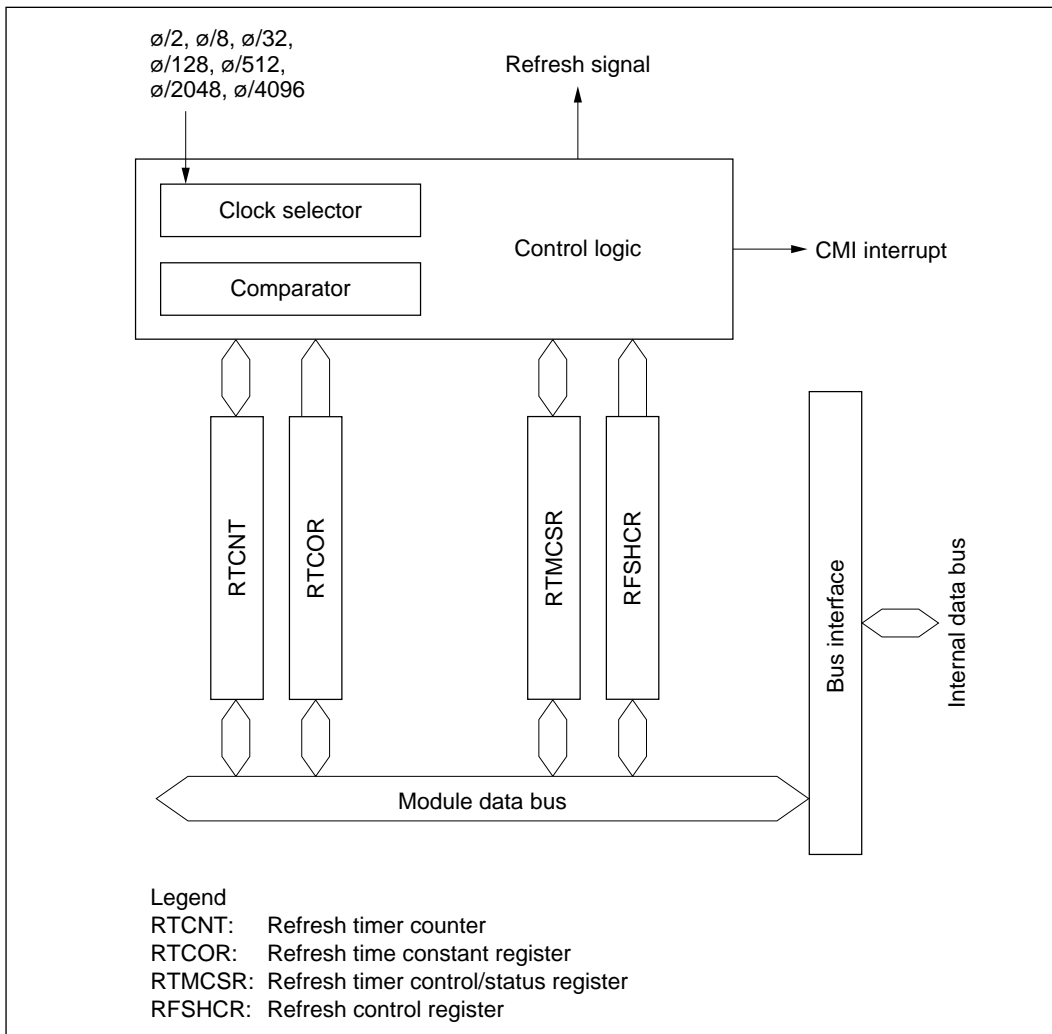 ø/2, ø/8, ø/32,
ø/128, ø/512,
ø/2048, ø/4096
Refresh signal
Clock selector
Comparator
Control logic
CMI interrupt
RTCNT
RTCOR
RTMCSR
RFSHCR
Bus interface
Internal data bus
Module data bus
Legend
RTCNT: Refresh timer counter
RTCOR: Refresh time constant register
RTMCSR: Refresh timer control/status register
RFSHCR: Refresh control register